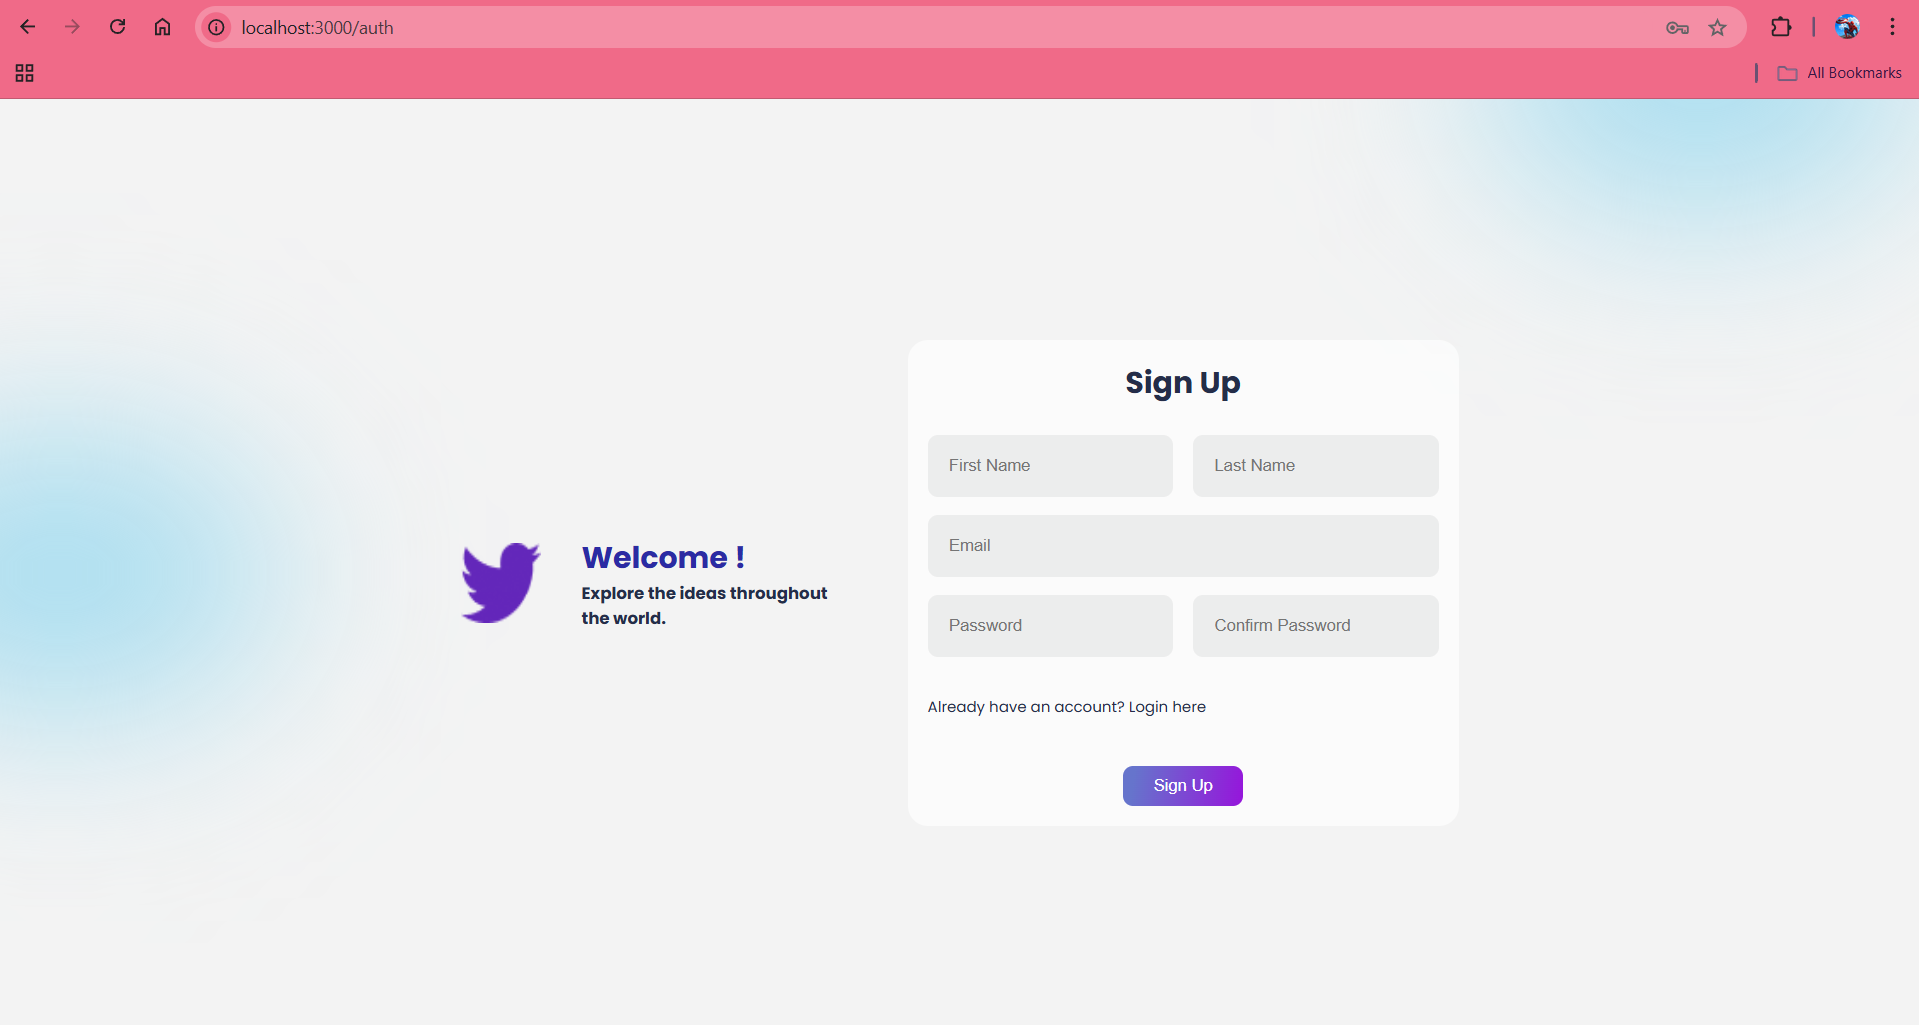 localhost:3000/auth
All Bookmarks
Sign Up
First Name
Last Name
Email
Welcome !
Explore the ideas throughout
the world.
Password
Confirm Password
Already have an account? Login here
Sign Up